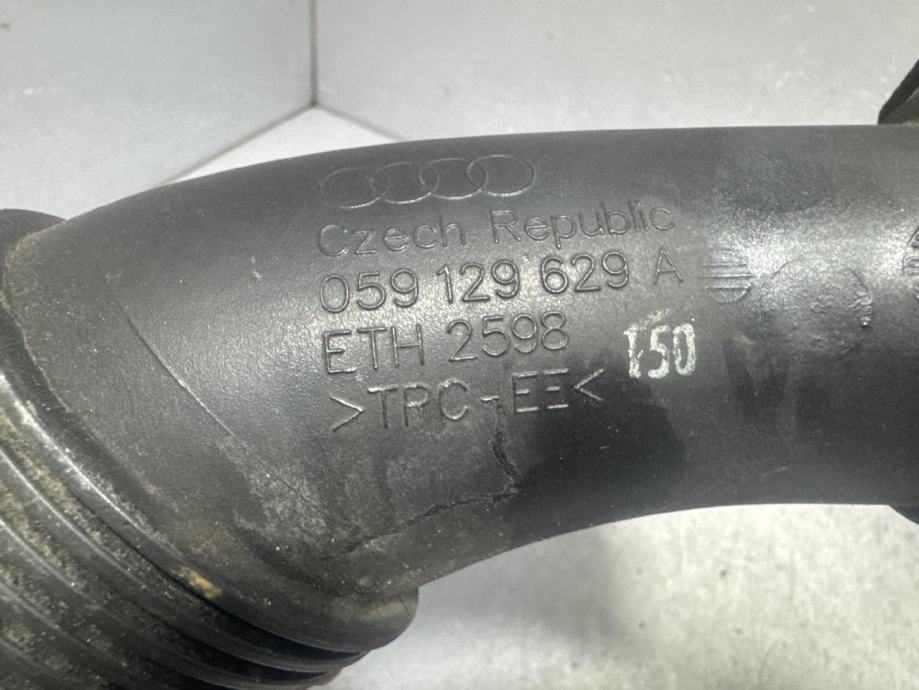 Czech Republic
059 129 629 A
ETH 2598
150
>TPC-EE<